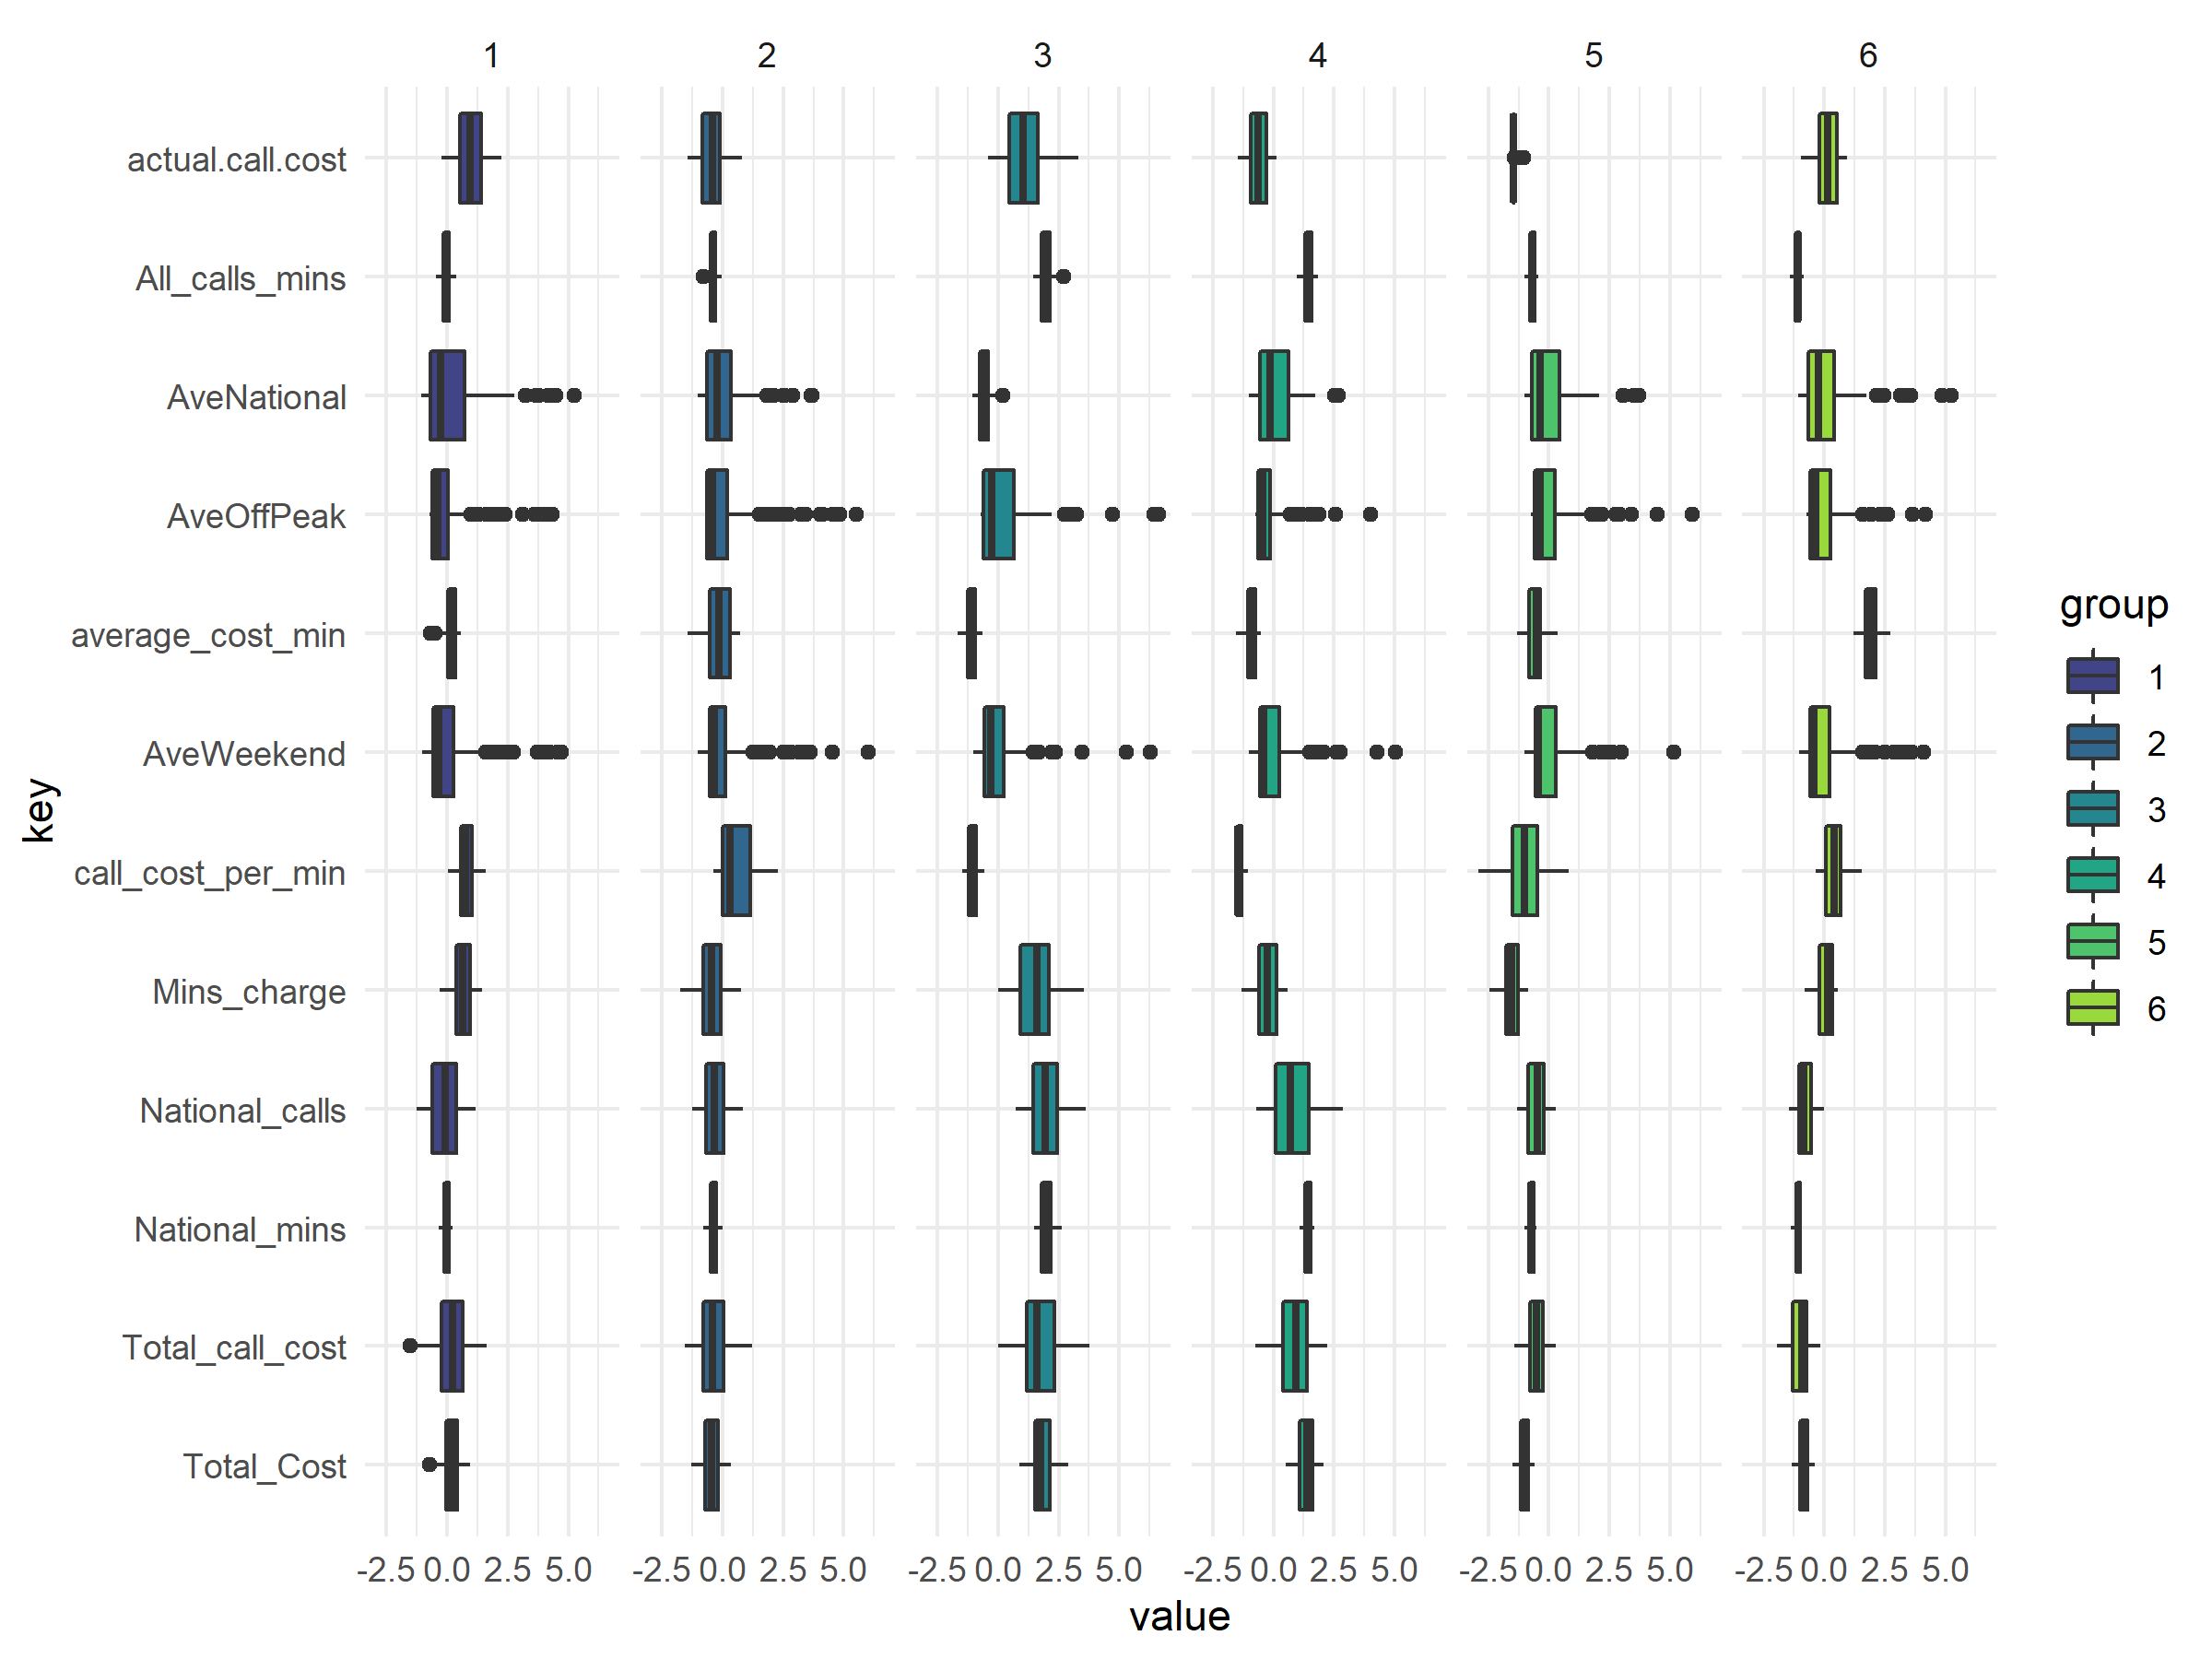 1 2 3 4 5 6
actual.call.cost
All_calls_mins
AveNational
AveOffPeak
average_cost_min
AveWeekend
call_cost_per_min
Mins_charge
National_calls
National_mins
Total_call_cost
Total_Cost
key
-2.5 0.0 2.5 5.0 -2.5 0.0 2.5 5.0 -2.5 0.0 2.5 5.0 -2.5 0.0 2.5 5.0 -2.5 0.0 2.5 5.0 -2.5 0.0 2.5 5.0
value
group
1
2
3
4
5
6